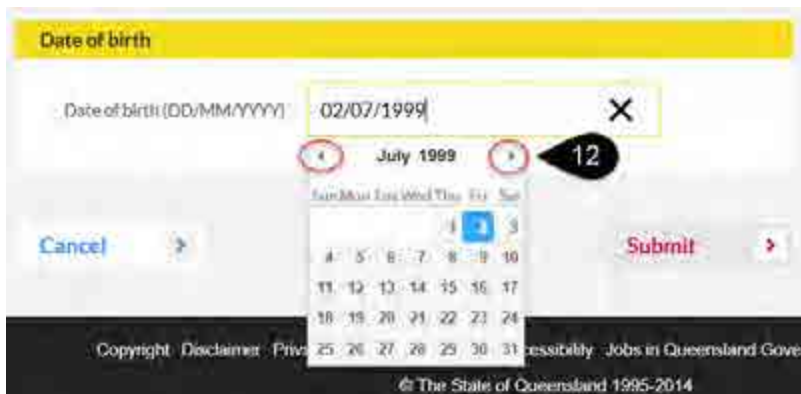 Date of birth
Date of birth (DD/MM/YYYY) 02/07/1999
July 1999
12
Sun Mon Tue Wed Thu Fri Sat
1 2 3
4 5 6 7 8 9 10
Cancel Submit
11 12 13 14 15 16 17
18 19 20 21 22 23 24
25 26 27 28 29 30 31
Copyright Disclaimer Jobs in Queensland
© The State of Queensland 1995-2014